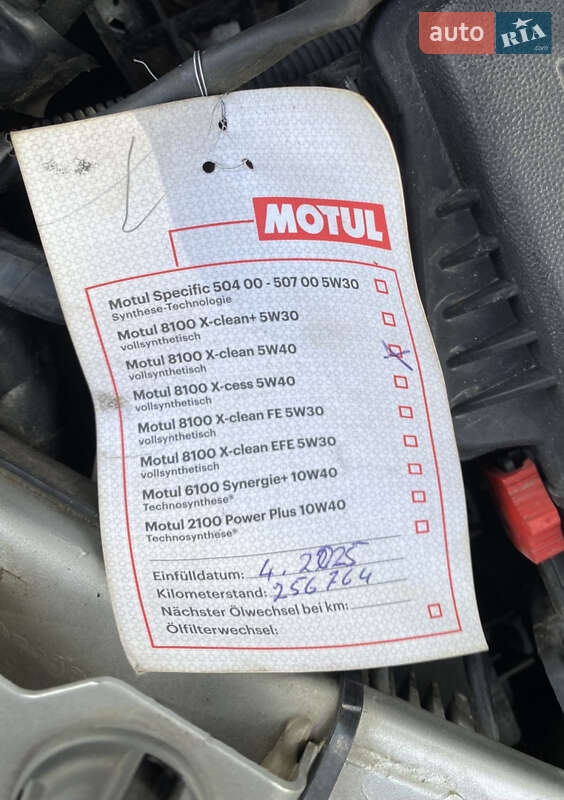 auto RIA.com
MOTUL
Motul Specific 504 00 - 507 00 5W30
Synthese-Technologie
Motul 8100 X-clean+ 5W30
vollsynthetisch
Motul 8100 X-clean 5W40
vollsynthetisch
Motul 8100 X-cess 5W40
vollsynthetisch
Motul 8100 X-clean FE 5W30
vollsynthetisch
Motul 8100 X-clean EFE 5W30
vollsynthetisch
Motul 6100 Synergie+ 10W40
Technosynthese®
Motul 2100 Power Plus 10W40
Technosynthese®
Einfülldatum: 4. 2025
Kilometerstand: 256764
Nächster Ölwechsel bei km:
Ölfilterwechsel: